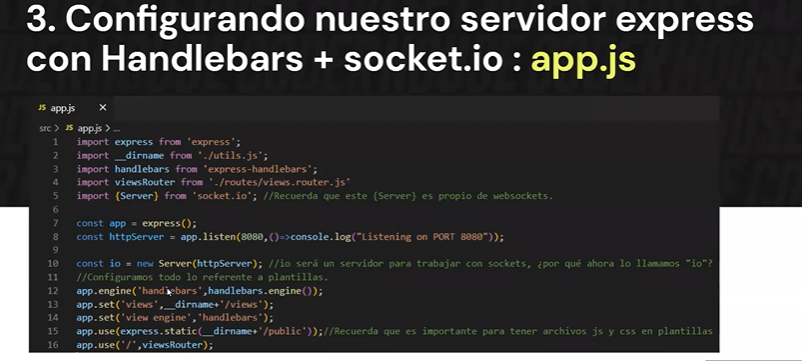 3. Configurando nuestro servidor express
con Handlebars + socket.io : app.js
JS app.js ×
src > JS app.js > ...
1 import express from 'express';
2 import __dirname from './utils.js';
3 import handlebars from 'express-handlebars';
4 import viewsRouter from './routes/views.router.js'
5 import {Server} from 'socket.io'; //Recuerda que este {Server} es propio de websockets.
6
7 const app = express();
8 const httpServer = app.listen(8080,()=>console.log("Listening on PORT 8080"));
9
10 const io = new Server(httpServer); //io será un servidor para trabajar con sockets, ¿por qué ahora lo llamamos "io"?
11 //Configuramos todo lo referente a plantillas.
12 app.engine('handlebars',handlebars.engine());
13 app.set('views',__dirname+'/views');
14 app.set('view engine','handlebars');
15 app.use(express.static(__dirname+'/public'));//Recuerda que es importante para tener archivos js y css en plantillas
16 app.use('/',viewsRouter);